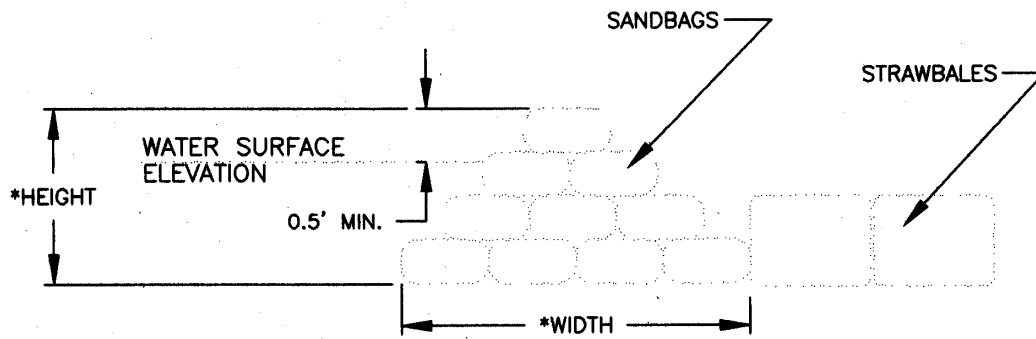 SANDBAGS
STRAWBALES
WATER SURFACE
ELEVATION
*HEIGHT
0.5' MIN.
*WIDTH